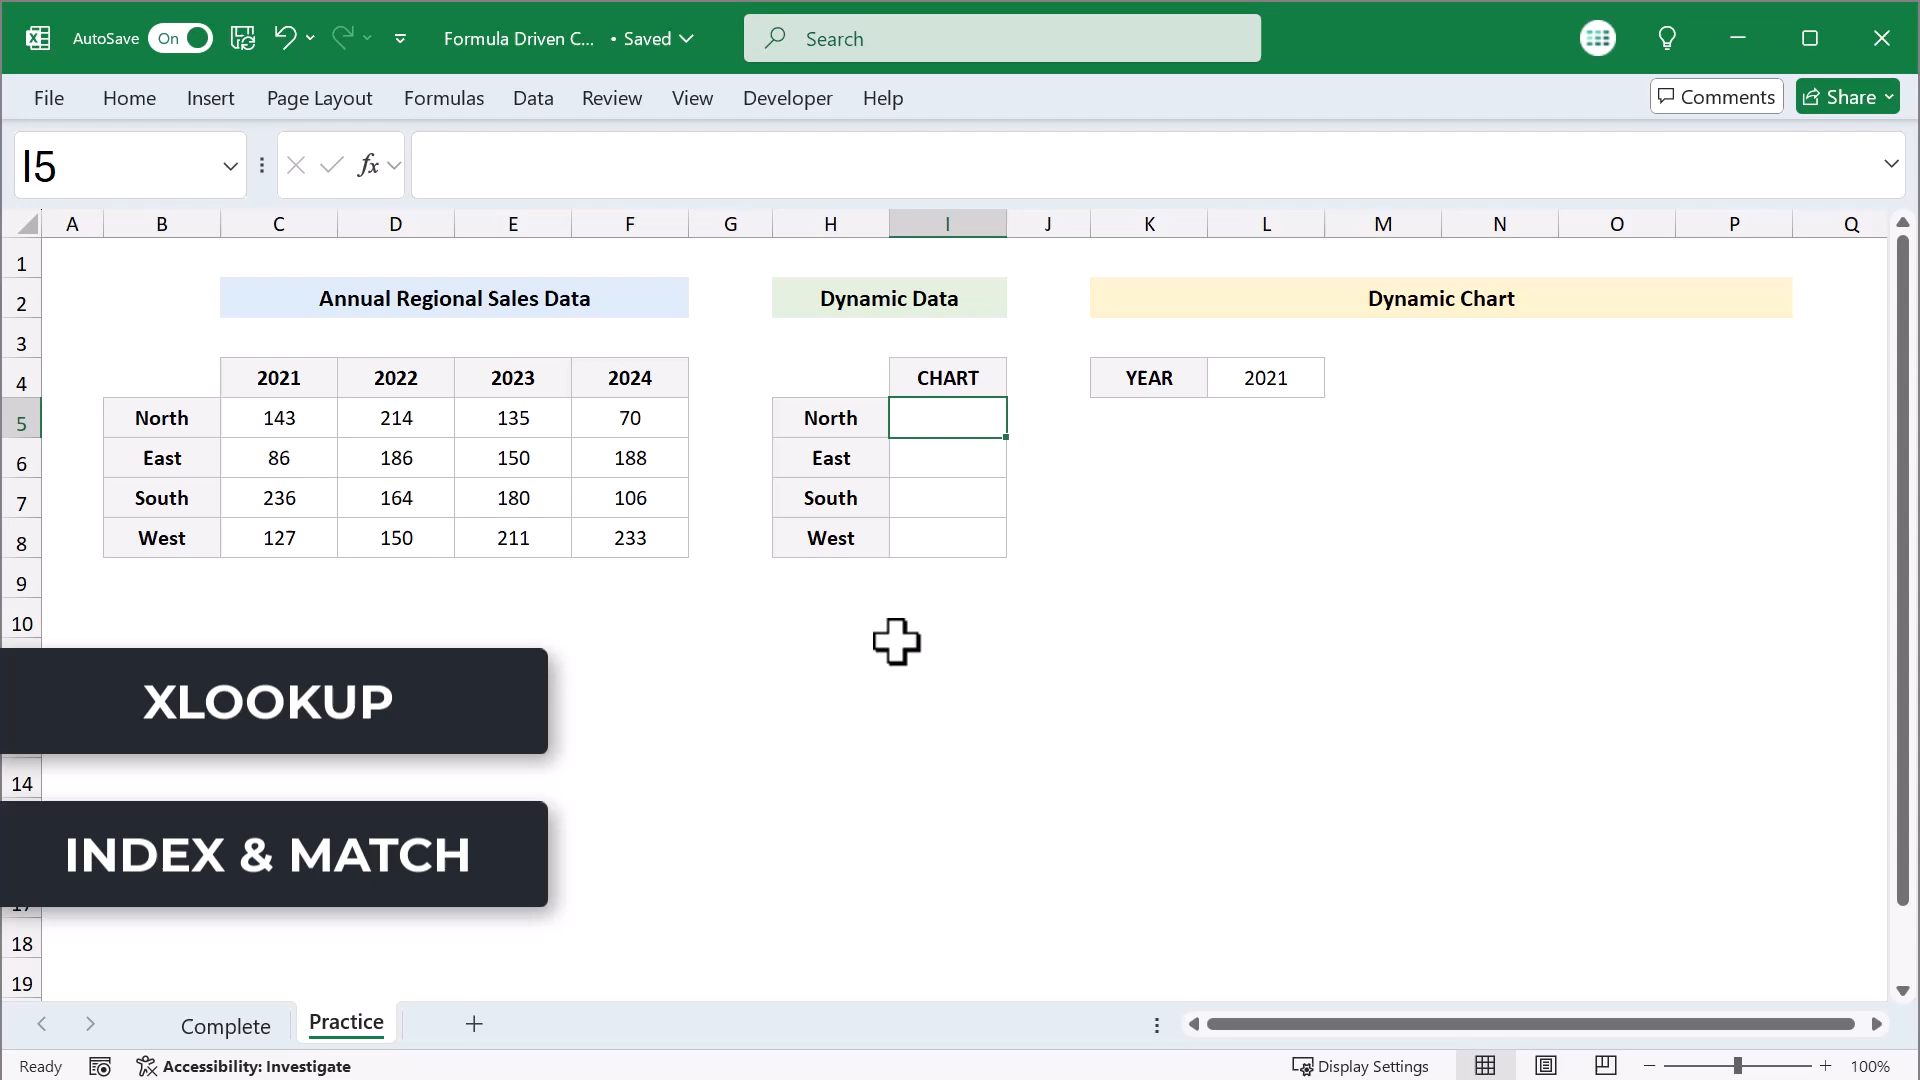 AutoSave On Formula Driven C... • Saved Search
File Home Insert Page Layout Formulas Data Review View Developer Help Comments Share
I5 fx
A B C D E F G H I J K L M N O P Q
1
2 Annual Regional Sales Data Dynamic Data Dynamic Chart
3
4 2021 2022 2023 2024 CHART YEAR 2021
5 North 143 214 135 70 North
6 East 86 186 150 188 East
7 South 236 164 180 106 South
8 West 127 150 211 233 West
9
10
XLOOKUP
14
INDEX & MATCH
17
18
19
Complete Practice
Ready Accessibility: Investigate Display Settings 100%